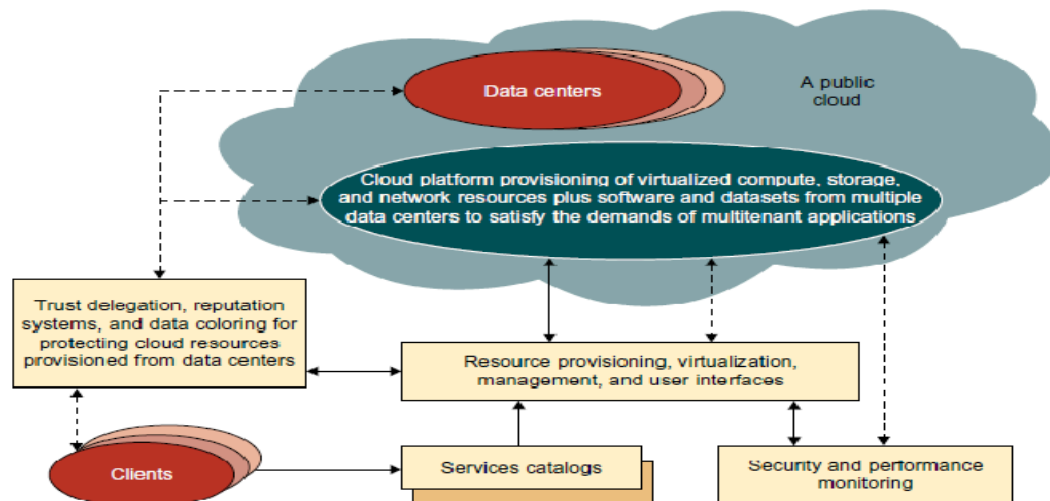 Data centers
A public
cloud
Cloud platform provisioning of virtualized compute, storage,
and network resources plus software and datasets from multiple
data centers to satisfy the demands of multitenant applications
Trust delegation, reputation
systems, and data coloring for
protecting cloud resources
provisioned from data centers
Resource provisioning, virtualization,
management, and user interfaces
Clients
Services catalogs
Security and performance
monitoring